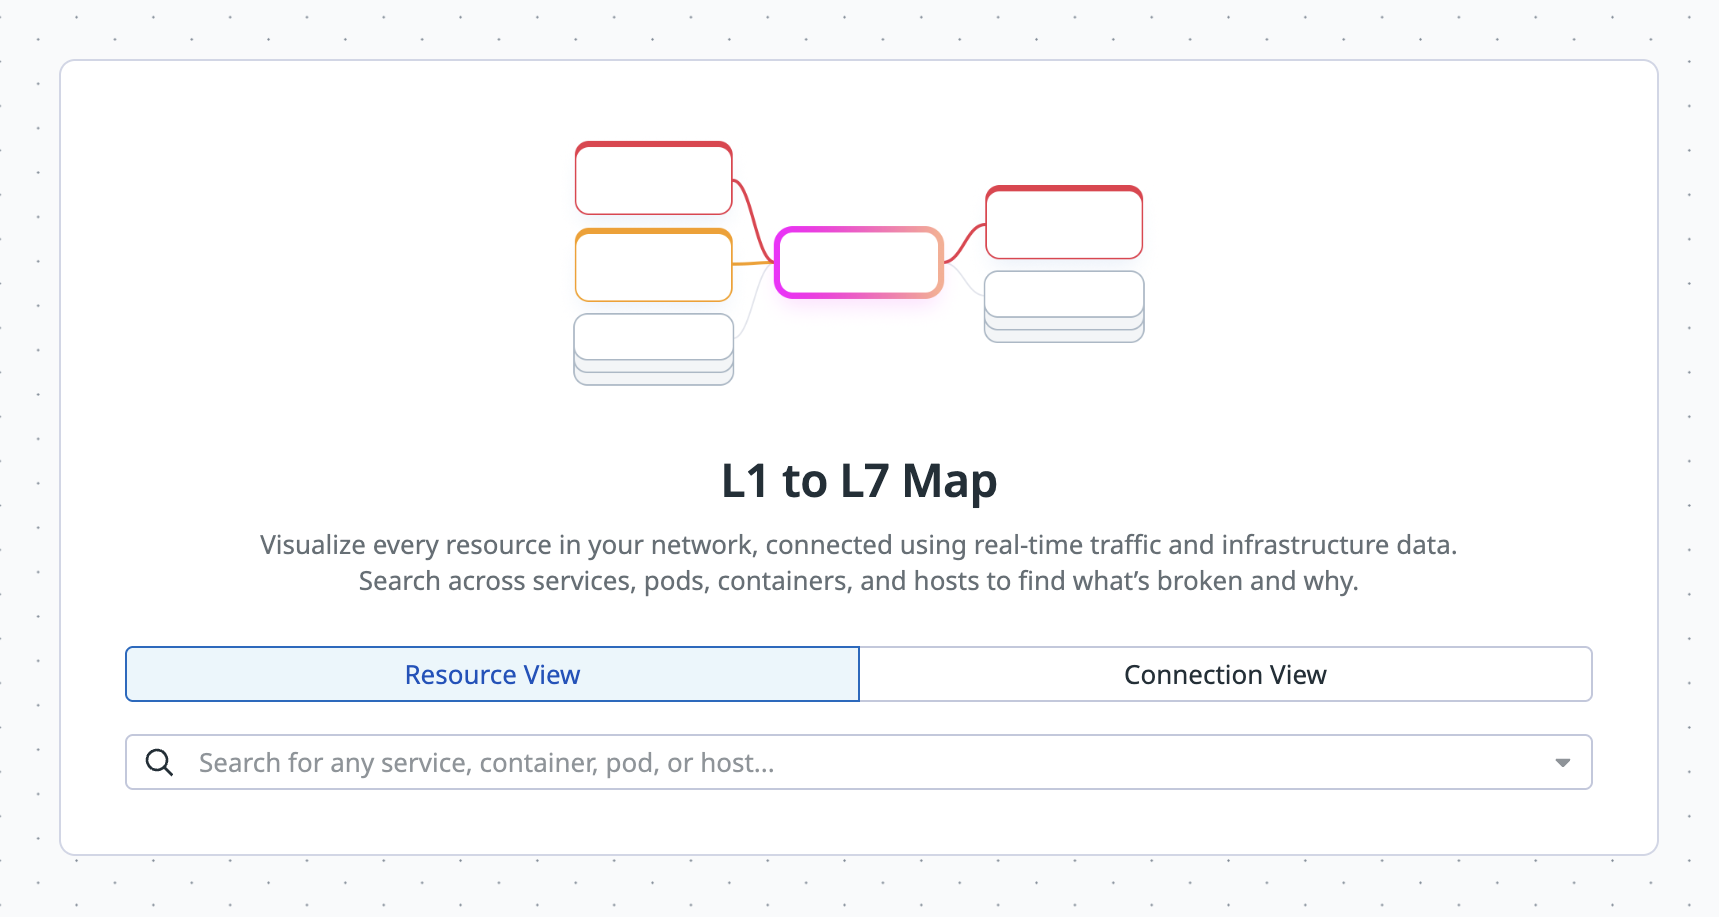 L1 to L7 Map
Visualize every resource in your network, connected using real-time traffic and infrastructure data.
Search across services, pods, containers, and hosts to find what’s broken and why.
Resource View
Connection View
Search for any service, container, pod, or host...